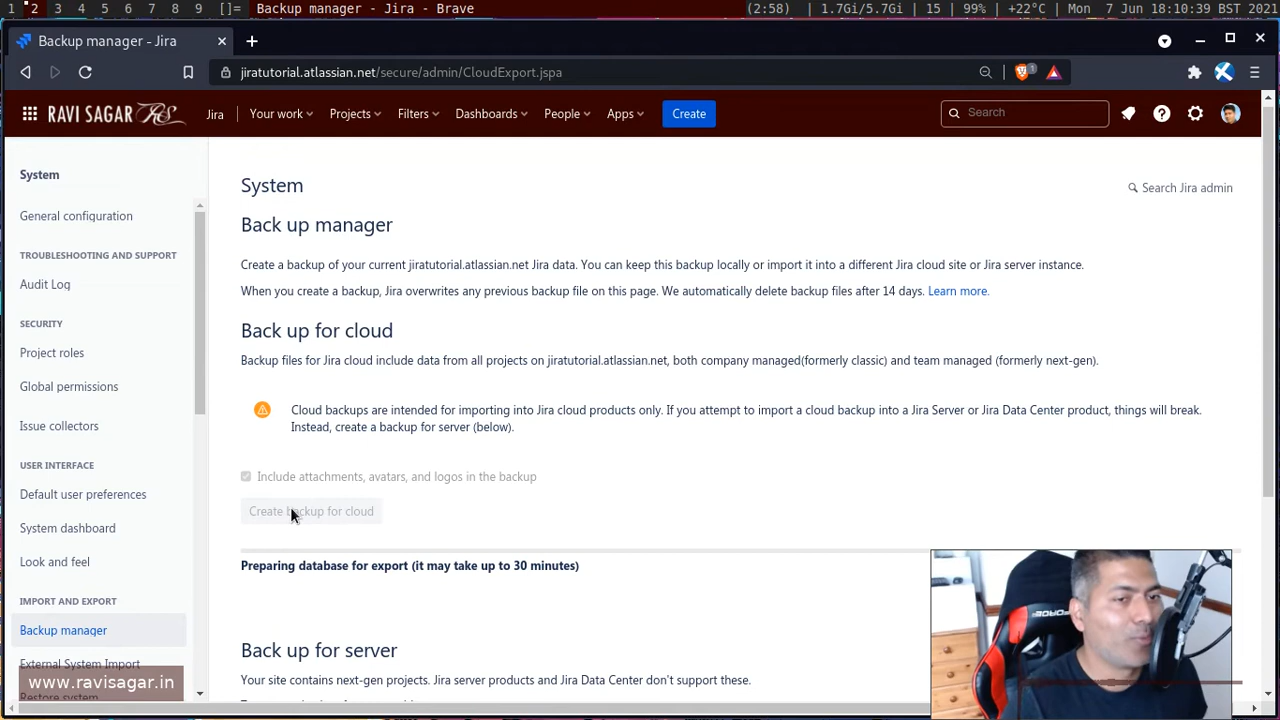 1 2 3 4 5 6 7 8 9 []= Backup manager - Jira - Brave (2:58) | 1.7Gi/5.7Gi | 15 | 99% | +22°C | Mon 7 Jun 18:10:39 BST 2021
Backup manager - Jira
jiratutorial.atlassian.net/secure/admin/CloudExport.jspa 1
RAVI SAGAR RS Jira Your work Projects Filters Dashboards People Apps Create Search
System
General configuration
TROUBLESHOOTING AND SUPPORT
Audit Log
SECURITY
Project roles
Global permissions
Issue collectors
USER INTERFACE
Default user preferences
System dashboard
Look and feel
IMPORT AND EXPORT
Backup manager
External System Import
Restore system
www.ravisagar.in
System
Search Jira admin
Back up manager
Create a backup of your current jiratutorial.atlassian.net Jira data. You can keep this backup locally or import it into a different Jira cloud site or Jira server instance.
When you create a backup, Jira overwrites any previous backup file on this page. We automatically delete backup files after 14 days. Learn more.
Back up for cloud
Backup files for Jira cloud include data from all projects on jiratutorial.atlassian.net, both company managed(formerly classic) and team managed (formerly next-gen).
Cloud backups are intended for importing into Jira cloud products only. If you attempt to import a cloud backup into a Jira Server or Jira Data Center product, things will break.
Instead, create a backup for server (below).
Include attachments, avatars, and logos in the backup
Create backup for cloud
Preparing database for export (it may take up to 30 minutes)
Back up for server
Your site contains next-gen projects. Jira server products and Jira Data Center don't support these.